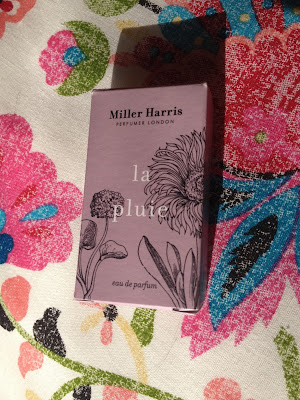 Miller Harris
PERFUMER LONDON
la
pluie
eau de parfum